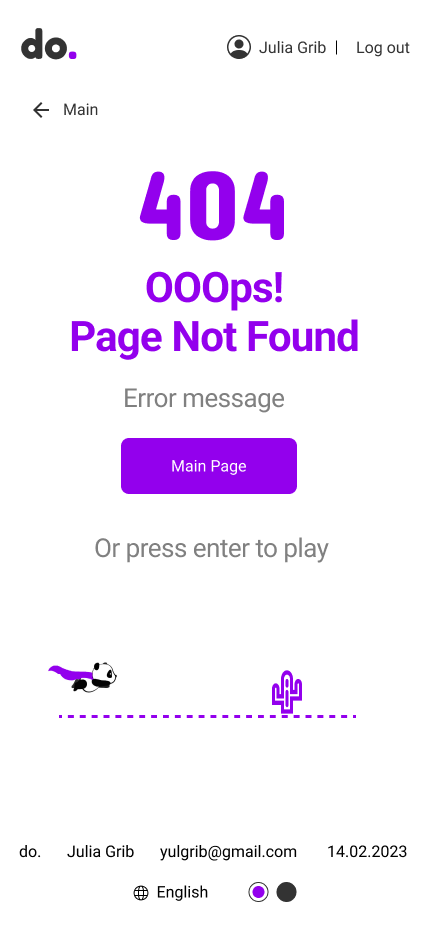 do.
Julia Grib | Log out
Main
404
OOOps!
Page Not Found
Error message
Main Page
Or press enter to play
do. Julia Grib yulgrib@gmail.com 14.02.2023
English